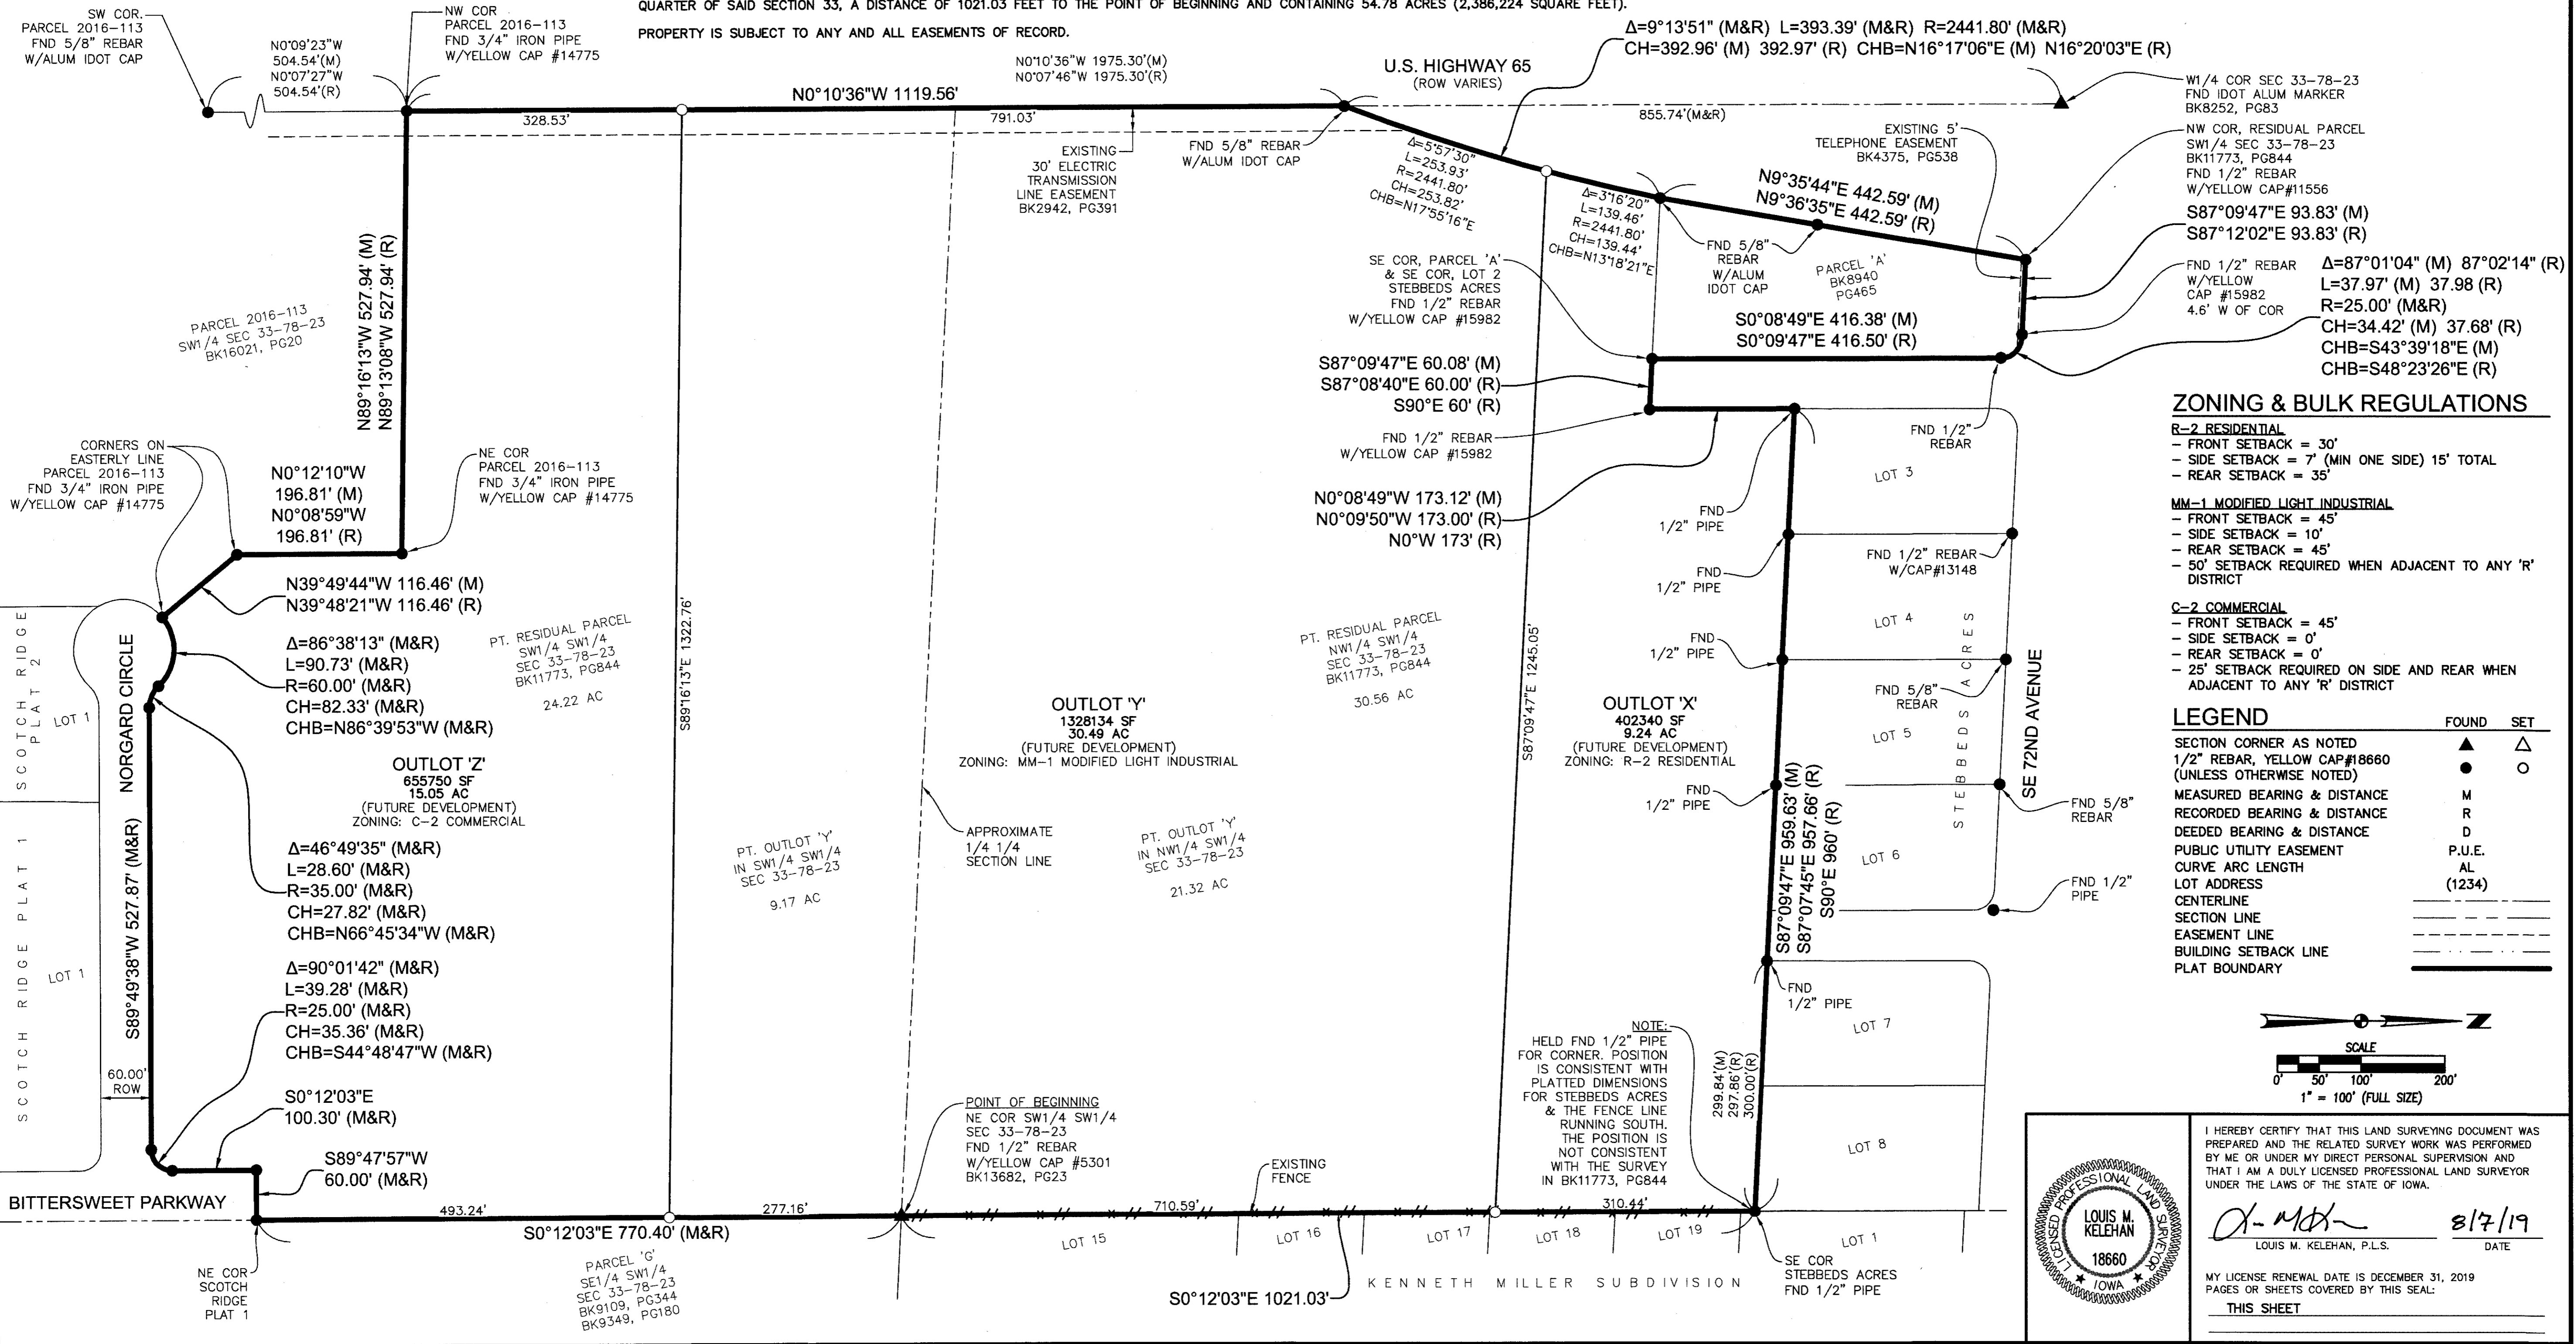 QUARTER OF SAID SECTION 33, A DISTANCE OF 1021.03 FEET TO THE POINT OF BEGINNING AND CONTAINING 54.78 ACRES (2,386,224 SQUARE FEET).
PROPERTY IS SUBJECT TO ANY AND ALL EASEMENTS OF RECORD.
SW COR.
PARCEL 2016-113
FND 5/8" REBAR
W/ALUM IDOT CAP
N0°09'23"W
504.54'(M)
N0°07'27"W
504.54'(R)
NW COR
PARCEL 2016-113
FND 3/4" IRON PIPE
W/YELLOW CAP #14775
N0°10'36"W 1975.30'(M)
N0°07'46"W 1975.30'(R)
N0°10'36"W 1119.56'
328.53'
791.03'
U.S. HIGHWAY 65
(ROW VARIES)
Δ=9°13'51" (M&R) L=393.39' (M&R) R=2441.80' (M&R)
CH=392.96' (M) 392.97' (R) CHB=N16°17'06"E (M) N16°20'03"E (R)
855.74'(M&R)
W1/4 COR SEC 33-78-23
FND IDOT ALUM MARKER
BK8252, PG83
EXISTING
30' ELECTRIC
TRANSMISSION
LINE EASEMENT
BK2942, PG391
FND 5/8" REBAR
W/ALUM IDOT CAP
Δ=5°57'30"
L=253.93'
R=2441.80'
CH=253.82'
CHB=N17°55'16"E
Δ=3°16'20"
L=139.46'
R=2441.80'
CH=139.44'
CHB=N13°18'21"E
EXISTING 5'
TELEPHONE EASEMENT
BK4375, PG538
NW COR, RESIDUAL PARCEL
SW1/4 SEC 33-78-23
BK11773, PG844
FND 1/2" REBAR
W/YELLOW CAP#11556
N9°35'44"E 442.59' (M)
N9°36'35"E 442.59' (R)
S87°09'47"E 93.83' (M)
S87°12'02"E 93.83' (R)
FND 5/8"
REBAR
W/ALUM
IDOT CAP
PARCEL 'A'
BK8940
PG465
FND 1/2" REBAR
W/YELLOW
CAP #15982
4.6' W OF COR
Δ=87°01'04" (M) 87°02'14" (R)
L=37.97' (M) 37.98 (R)
R=25.00' (M&R)
CH=34.42' (M) 37.68' (R)
CHB=S43°39'18"E (M)
CHB=S48°23'26"E (R)
SE COR, PARCEL 'A'
& SE COR, LOT 2
STEBBEDS ACRES
FND 1/2" REBAR
W/YELLOW CAP #15982
S0°08'49"E 416.38' (M)
S0°09'47"E 416.50' (R)
S87°09'47"E 60.08' (M)
S87°08'40"E 60.00' (R)
S90°E 60' (R)
FND 1/2" REBAR
W/YELLOW CAP #15982
N0°08'49"W 173.12' (M)
N0°09'50"W 173.00' (R)
N0°W 173' (R)
PARCEL 2016-113
SW1/4 SEC 33-78-23
BK16021, PG20
N89°16'13"W 527.94' (M)
N89°13'08"W 527.94' (R)
CORNERS ON
EASTERLY LINE
PARCEL 2016-113
FND 3/4" IRON PIPE
W/YELLOW CAP #14775
N0°12'10"W
196.81' (M)
N0°08'59"W
196.81' (R)
NE COR
PARCEL 2016-113
FND 3/4" IRON PIPE
W/YELLOW CAP #14775
N39°49'44"W 116.46' (M)
N39°48'21"W 116.46' (R)
Δ=86°38'13" (M&R)
L=90.73' (M&R)
R=60.00' (M&R)
CH=82.33' (M&R)
CHB=N86°39'53"W (M&R)
PT. RESIDUAL PARCEL
SW1/4 SW1/4
SEC 33-78-23
BK11773, PG844
24.22 AC
OUTLOT 'Z'
655750 SF
15.05 AC
(FUTURE DEVELOPMENT)
ZONING: C-2 COMMERCIAL
Δ=46°49'35" (M&R)
L=28.60' (M&R)
R=35.00' (M&R)
CH=27.82' (M&R)
CHB=N66°45'34"W (M&R)
Δ=90°01'42" (M&R)
L=39.28' (M&R)
R=25.00' (M&R)
CH=35.36' (M&R)
CHB=S44°48'47"W (M&R)
S0°12'03"E
100.30' (M&R)
S89°47'57"W
60.00' (M&R)
SCOTCH RIDGE
PLAT 2
LOT 1
NORGARD CIRCLE
SCOTCH RIDGE PLAT 1
LOT 1
S89°49'38"W 527.87' (M&R)
60.00'
ROW
BITTERSWEET PARKWAY
NE COR
SCOTCH
RIDGE
PLAT 1
493.24'
277.16'
S0°12'03"E 770.40' (M&R)
PARCEL 'G'
SE1/4 SW1/4
SEC 33-78-23
BK9109, PG344
BK9349, PG180
S89°16'13"E 1322.76'
OUTLOT 'Y'
1328134 SF
30.49 AC
(FUTURE DEVELOPMENT)
ZONING: MM-1 MODIFIED LIGHT INDUSTRIAL
PT. OUTLOT 'Y'
IN SW1/4 SW1/4
SEC 33-78-23
9.17 AC
APPROXIMATE
1/4 1/4
SECTION LINE
PT. OUTLOT 'Y'
IN NW1/4 SW1/4
SEC 33-78-23
21.32 AC
PT. RESIDUAL PARCEL
NW1/4 SW1/4
SEC 33-78-23
BK11773, PG844
30.56 AC
S87°09'47"E 1245.05'
OUTLOT 'X'
402340 SF
9.24 AC
(FUTURE DEVELOPMENT)
ZONING: R-2 RESIDENTIAL
FND
1/2" PIPE
FND
1/2" PIPE
FND
1/2" PIPE
FND
1/2" PIPE
FND
1/2" PIPE
S87°09'47"E 959.63' (M)
S87°07'45"E 957.66' (R)
S90°E 960' (R)
LOT 3
LOT 4
LOT 5
LOT 6
LOT 7
LOT 8
STEBBEDS ACRES
SE 72ND AVENUE
FND 1/2"
REBAR
FND 1/2" REBAR
W/CAP#13148
FND 5/8"
REBAR
FND 5/8"
REBAR
FND 1/2"
PIPE
POINT OF BEGINNING
NE COR SW1/4 SW1/4
SEC 33-78-23
FND 1/2" REBAR
W/YELLOW CAP #5301
BK13682, PG23
EXISTING
FENCE
NOTE:
HELD FND 1/2" PIPE
FOR CORNER. POSITION
IS CONSISTENT WITH
PLATTED DIMENSIONS
FOR STEBBEDS ACRES
& THE FENCE LINE
RUNNING SOUTH.
THE POSITION IS
NOT CONSISTENT
WITH THE SURVEY
IN BK11773, PG844
299.84'(M)
297.86'(R)
300.00'(R)
710.59'
310.44'
LOT 15
LOT 16
LOT 17
LOT 18
LOT 19
LOT 1
KENNETH MILLER SUBDIVISION
S0°12'03"E 1021.03'
SE COR
STEBBEDS ACRES
FND 1/2" PIPE
ZONING & BULK REGULATIONS
R-2 RESIDENTIAL
- FRONT SETBACK = 30'
- SIDE SETBACK = 7' (MIN ONE SIDE) 15' TOTAL
- REAR SETBACK = 35'
MM-1 MODIFIED LIGHT INDUSTRIAL
- FRONT SETBACK = 45'
- SIDE SETBACK = 10'
- REAR SETBACK = 45'
- 50' SETBACK REQUIRED WHEN ADJACENT TO ANY 'R'
DISTRICT
C-2 COMMERCIAL
- FRONT SETBACK = 45'
- SIDE SETBACK = 0'
- REAR SETBACK = 0'
- 25' SETBACK REQUIRED ON SIDE AND REAR WHEN
ADJACENT TO ANY 'R' DISTRICT
LEGEND FOUND SET
SECTION CORNER AS NOTED
1/2" REBAR, YELLOW CAP#18660
(UNLESS OTHERWISE NOTED)
MEASURED BEARING & DISTANCE M
RECORDED BEARING & DISTANCE R
DEEDED BEARING & DISTANCE D
PUBLIC UTILITY EASEMENT P.U.E.
CURVE ARC LENGTH AL
LOT ADDRESS (1234)
CENTERLINE
SECTION LINE
EASEMENT LINE
BUILDING SETBACK LINE
PLAT BOUNDARY
Z
SCALE
0' 50' 100' 200'
1" = 100' (FULL SIZE)
LICENSED PROFESSIONAL LAND SURVEYOR
LOUIS M.
KELEHAN
18660
IOWA
I HEREBY CERTIFY THAT THIS LAND SURVEYING DOCUMENT WAS
PREPARED AND THE RELATED SURVEY WORK WAS PERFORMED
BY ME OR UNDER MY DIRECT PERSONAL SUPERVISION AND
THAT I AM A DULY LICENSED PROFESSIONAL LAND SURVEYOR
UNDER THE LAWS OF THE STATE OF IOWA.
8/7/19
LOUIS M. KELEHAN, P.L.S. DATE
MY LICENSE RENEWAL DATE IS DECEMBER 31, 2019
PAGES OR SHEETS COVERED BY THIS SEAL:
THIS SHEET